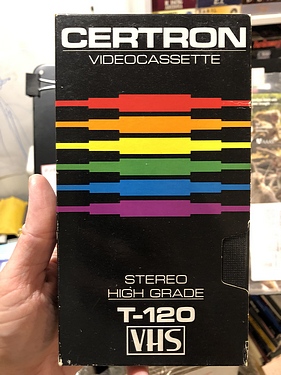 CERTRON
VIDEOCASSETTE
STEREO
HIGH GRADE
T-120
VHS